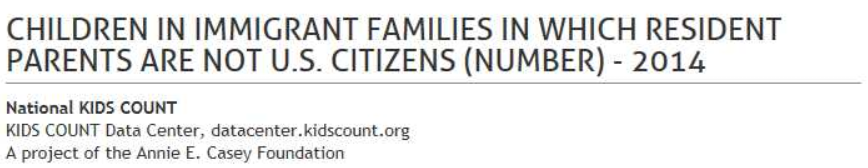 CHILDREN IN IMMIGRANT FAMILIES IN WHICH RESIDENT
PARENTS ARE NOT U.S. CITIZENS (NUMBER) - 2014
National KIDS COUNT
KIDS COUNT Data Center, datacenter.kidscount.org
A project of the Annie E. Casey Foundation